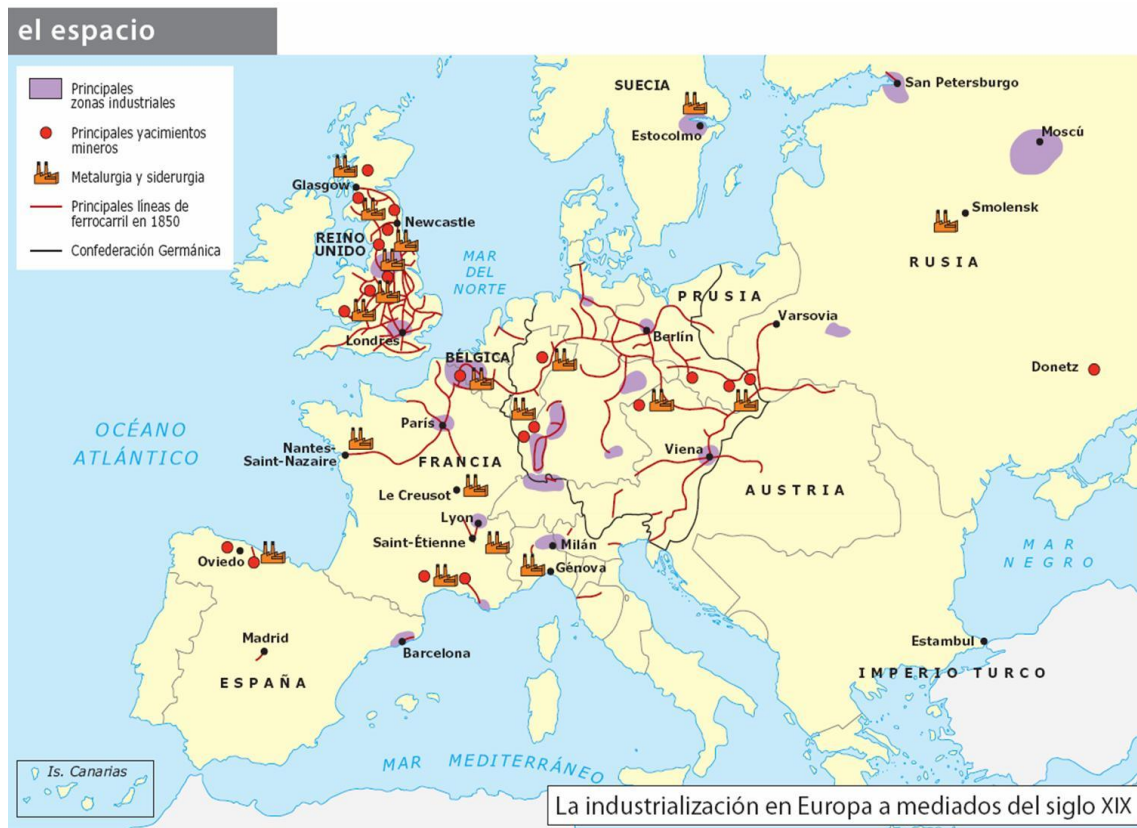 el espacio
Principales
zonas industriales
Principales yacimientos
mineros
Metalurgia y siderurgia
Principales líneas de
ferrocarril en 1850
Confederación Germánica
SUECIA
Estocolmo
San Petersburgo
Moscú
Smolensk
RUSIA
Glasgow
Newcastle
REINO
UNIDO
MAR
DEL
NORTE
Londres
PRUSIA
Varsovia
Berlín
BÉLGICA
Donetz
OCÉANO
ATLÁNTICO
París
Nantes-
Saint-Nazaire
FRANCIA
Viena
AUSTRIA
Le Creusot
Lyon
Saint-Étienne
Milán
Génova
MAR
NEGRO
Oviedo
Madrid
Barcelona
ESPAÑA
Estambul
IMPERIO TURCO
MAR MEDITERRÁNEO
Is. Canarias
La industrialización en Europa a mediados del siglo XIX